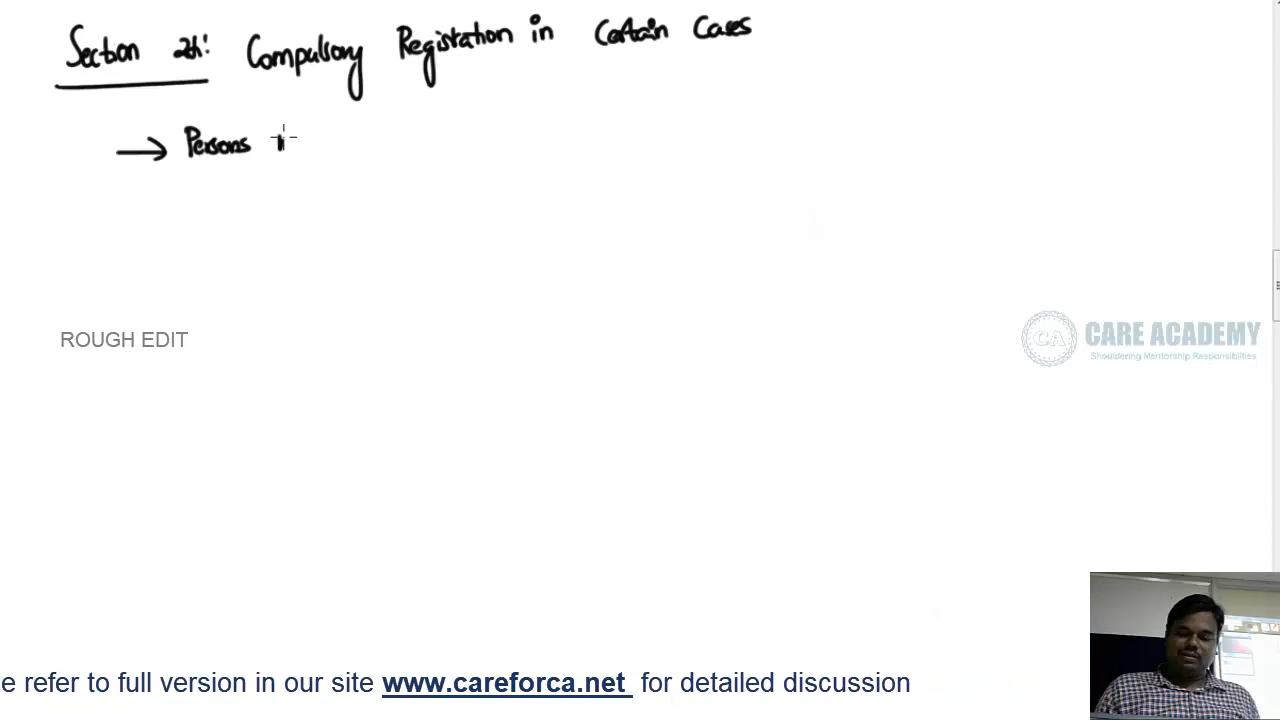 Section 24: Compulsory Registration in Certain Cases
→ Persons
ROUGH EDIT
CA CARE ACADEMY
Shouldering Mentorship Responsibilities
e refer to full version in our site www.careforca.net for detailed discussion